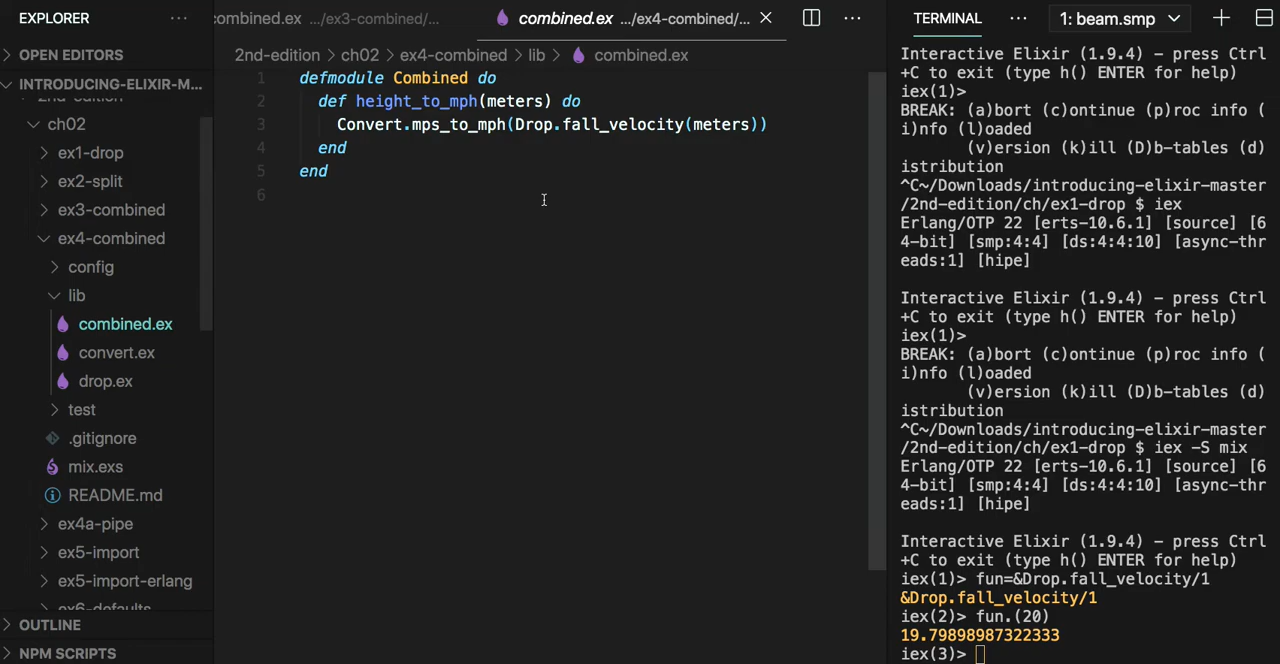 EXPLORER
OPEN EDITORS
INTRODUCING-ELIXIR-M...
2nd-edition
ch02
ex1-drop
ex2-split
ex3-combined
ex4-combined
config
lib
combined.ex
convert.ex
drop.ex
test
.gitignore
mix.exs
README.md
ex4a-pipe
ex5-import
ex5-import-erlang
ex6-defaults
OUTLINE
NPM SCRIPTS
combined.ex .../ex3-combined/...
combined.ex .../ex4-combined/...
2nd-edition > ch02 > ex4-combined > lib > combined.ex
1 defmodule Combined do
2 def height_to_mph(meters) do
3 Convert.mps_to_mph(Drop.fall_velocity(meters))
4 end
5 end
6
TERMINAL 1: beam.smp
Interactive Elixir (1.9.4) - press Ctrl
+C to exit (type h() ENTER for help)
iex(1)>
BREAK: (a)bort (c)ontinue (p)roc info (
i)nfo (l)oaded
(v)ersion (k)ill (D)b-tables (d)
istribution
^C~/Downloads/introducing-elixir-master
/2nd-edition/ch/ex1-drop $ iex
Erlang/OTP 22 [erts-10.6.1] [source] [6
4-bit] [smp:4:4] [ds:4:4:10] [async-thr
eads:1] [hipe]
Interactive Elixir (1.9.4) - press Ctrl
+C to exit (type h() ENTER for help)
iex(1)>
BREAK: (a)bort (c)ontinue (p)roc info (
i)nfo (l)oaded
(v)ersion (k)ill (D)b-tables (d)
istribution
^C~/Downloads/introducing-elixir-master
/2nd-edition/ch/ex1-drop $ iex -S mix
Erlang/OTP 22 [erts-10.6.1] [source] [6
4-bit] [smp:4:4] [ds:4:4:10] [async-thr
eads:1] [hipe]
Interactive Elixir (1.9.4) - press Ctrl
+C to exit (type h() ENTER for help)
iex(1)> fun=&Drop.fall_velocity/1
&Drop.fall_velocity/1
iex(2)> fun.(20)
19.79898987322333
iex(3)>